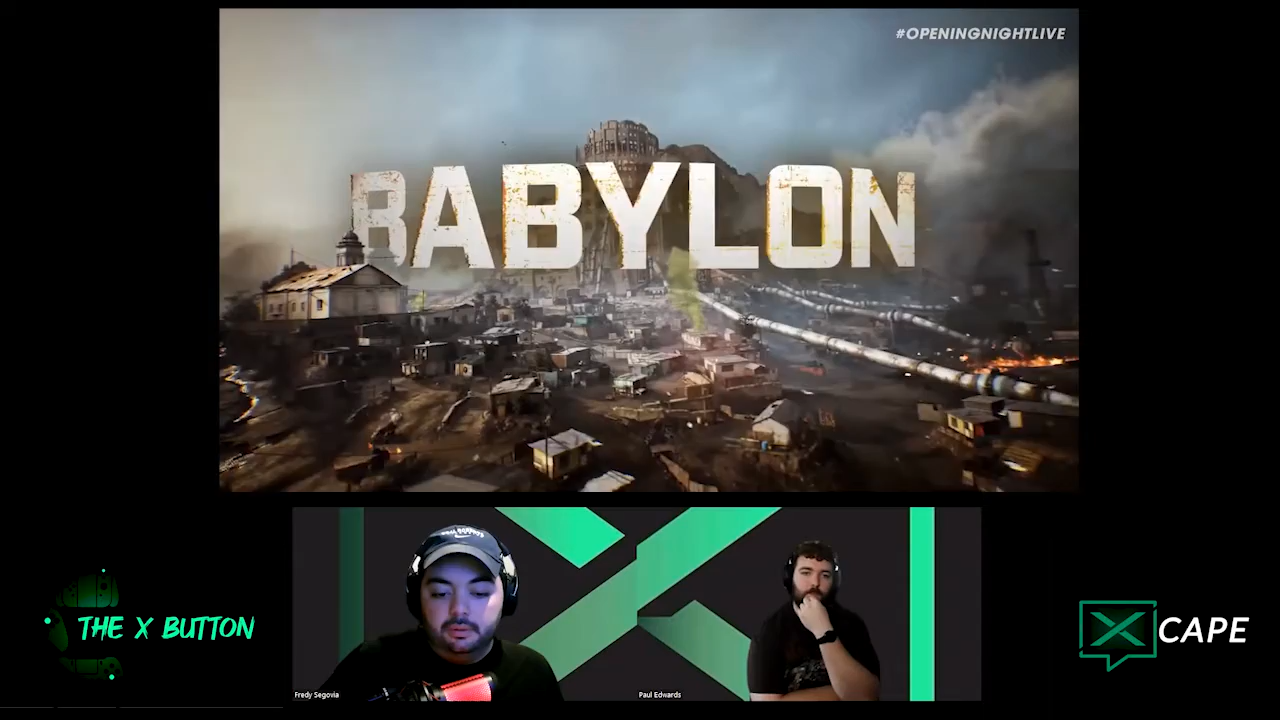 #OPENINGNIGHTLIVE
BABYLON
THE X BUTTON
X CAPE
Fredy Segovia
Paul Edwards